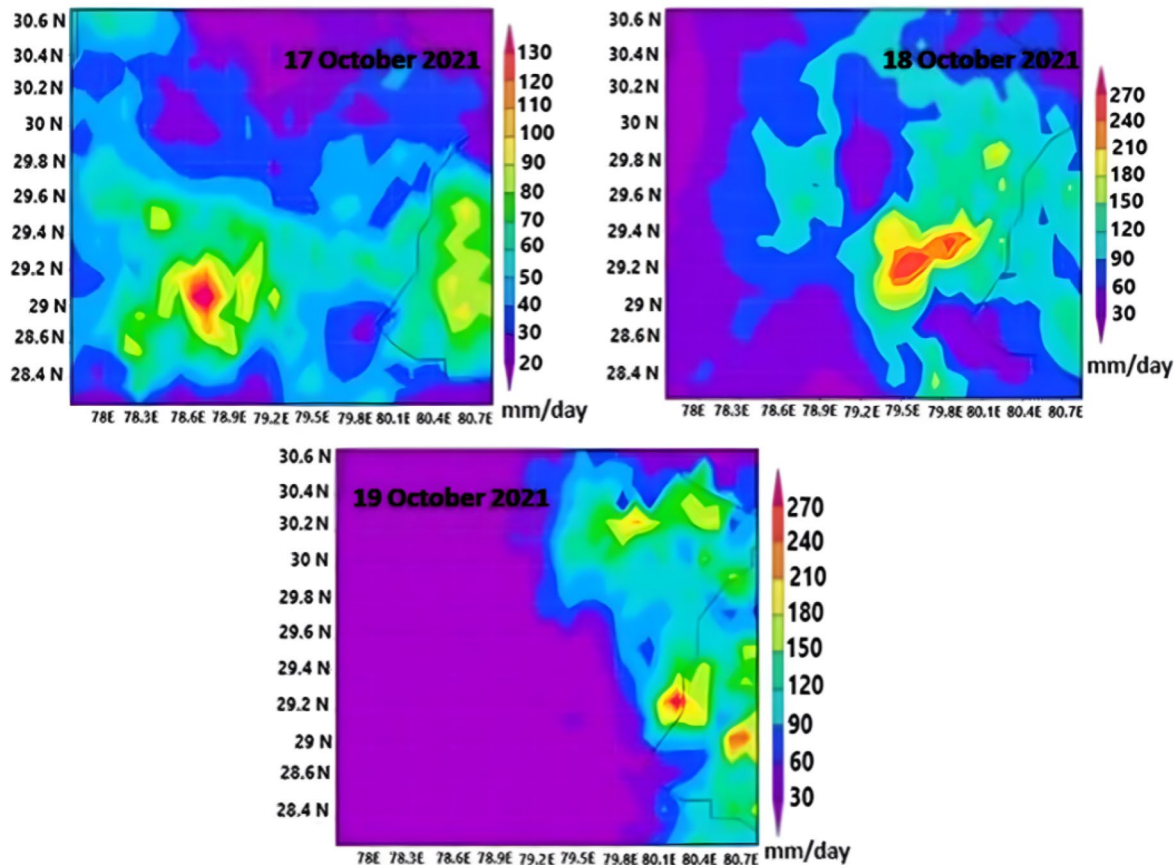 17 October 2021
30.6 N
30.4 N
30.2 N
30 N
29.8 N
29.6 N
29.4 N
29.2 N
29 N
28.6 N
28.4 N
78E 78.3E 78.6E 78.9E 79.2E 79.5E 79.8E 80.1E 80.4E 80.7E
130
120
110
100
90
80
70
60
50
40
30
20
mm/day
18 October 2021
30.6 N
30.4 N
30.2 N
30 N
29.8 N
29.6 N
29.4 N
29.2 N
29 N
28.6 N
28.4 N
78E 78.3E 78.6E 78.9E 79.2E 79.5E 79.8E 80.1E 80.4E 80.7E
270
240
210
180
150
120
90
60
30
mm/day
19 October 2021
30.6 N
30.4 N
30.2 N
30 N
29.8 N
29.6 N
29.4 N
29.2 N
29 N
28.6 N
28.4 N
78E 78.3E 78.6E 78.9E 79.2E 79.5E 79.8E 80.1E 80.4E 80.7E
270
240
210
180
150
120
90
60
30
mm/day